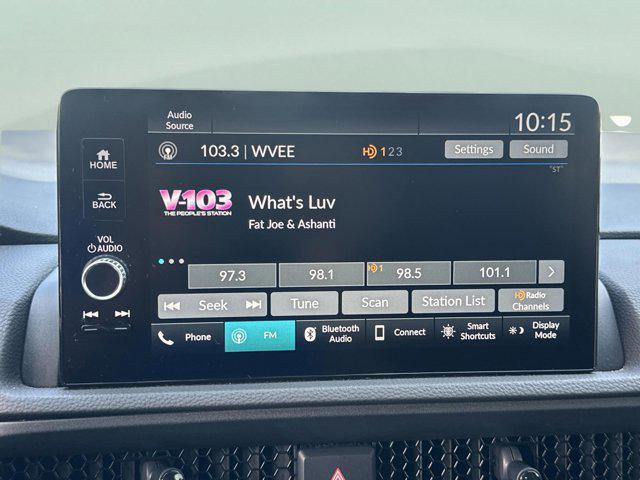 Audio
Source
10:15
HOME
103.3 | WVEE
HD 1 2 3
Settings
Sound
"ST"
BACK
V-103
THE PEOPLE'S STATION
What's Luv
Fat Joe & Ashanti
VOL
AUDIO
97.3
98.1
HD 1
98.5
101.1
Seek
Tune
Scan
Station List
HD Radio
Channels
Phone
FM
Bluetooth
Audio
Connect
Smart
Shortcuts
Display
Mode